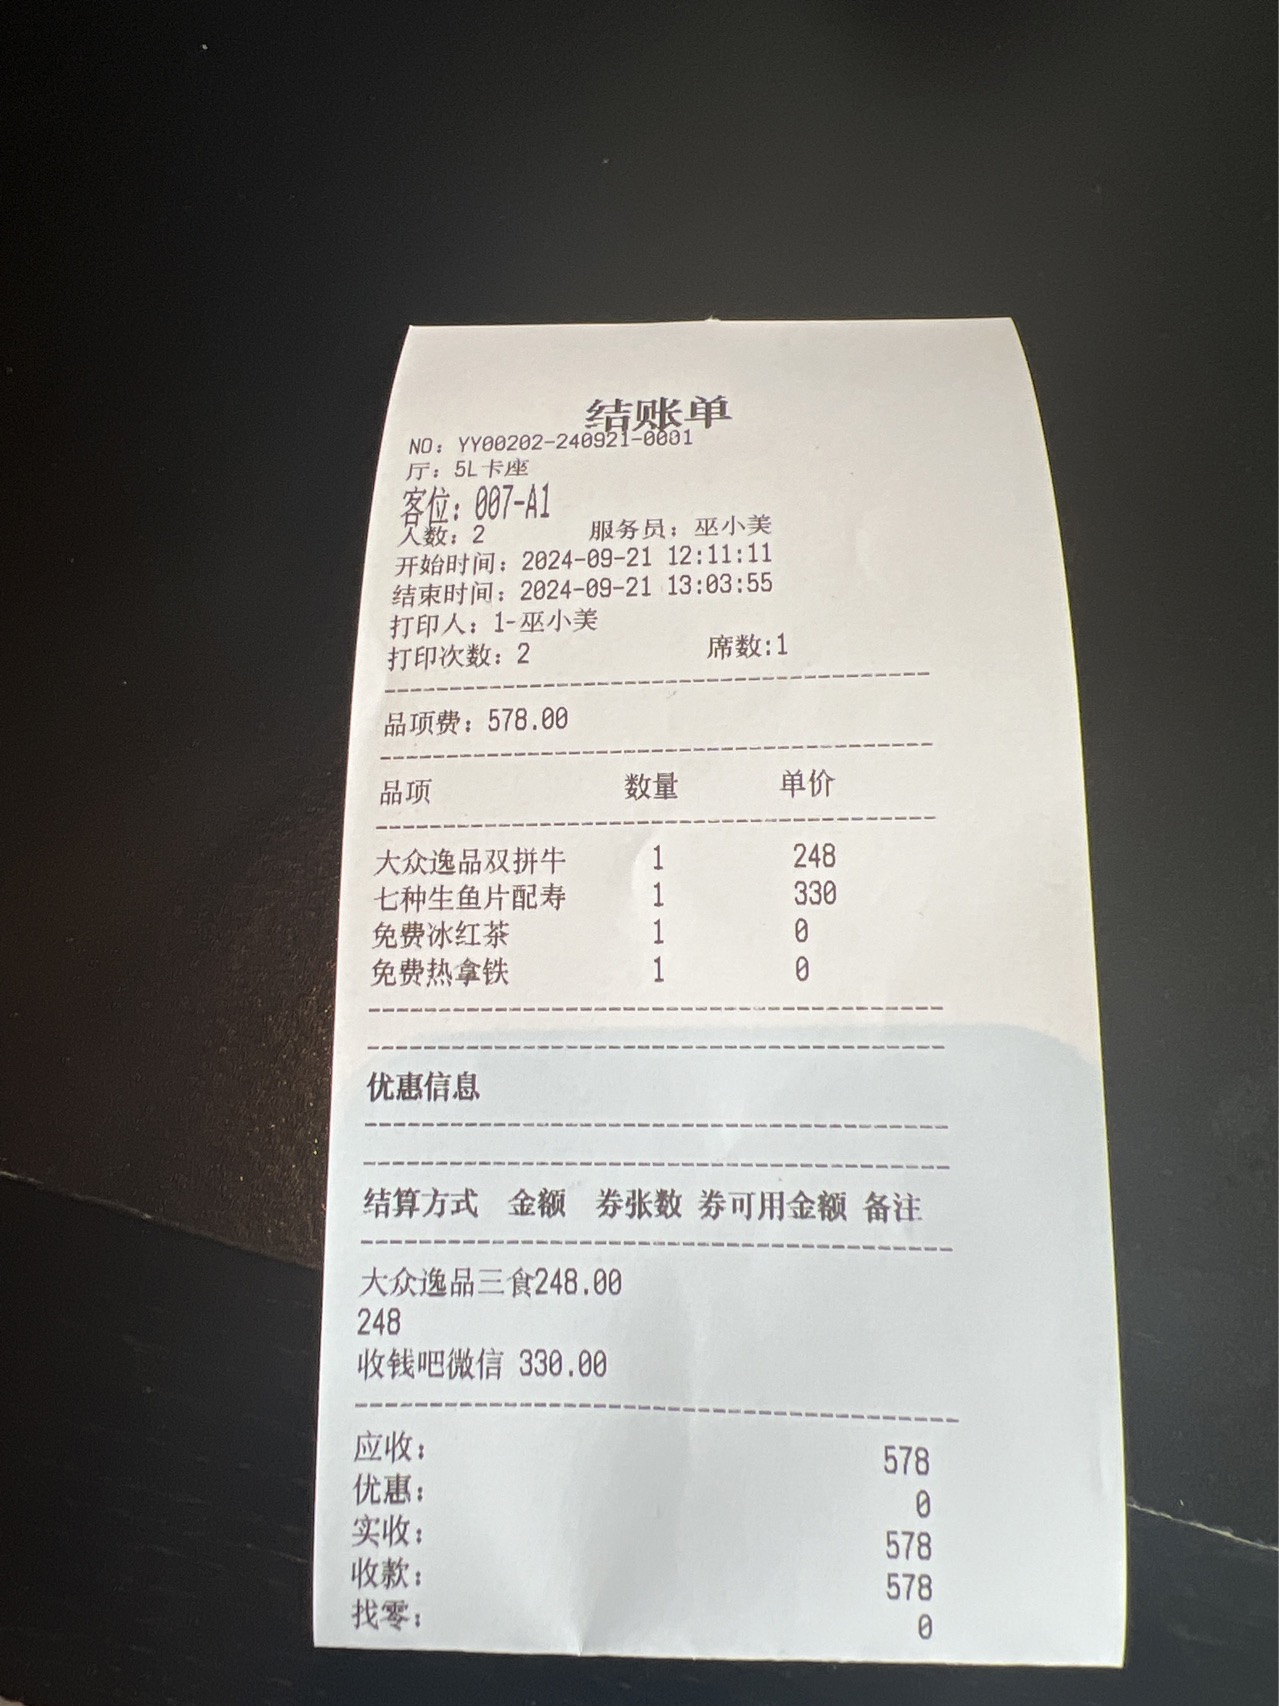 结账单
NO: YY00202-240921-0001
厅: 5L卡座
客位: 007-A1
人数: 2 服务员: 巫小美
开始时间: 2024-09-21 12:11:11
结束时间: 2024-09-21 13:03:55
打印人: 1-巫小美
打印次数: 2 席数:1
品项费: 578.00
品项 数量 单价
大众逸品双拼牛 1 248
七种生鱼片配寿 1 330
免费冰红茶 1 0
免费热拿铁 1 0
优惠信息
结算方式 金额 券张数 券可用金额 备注
大众逸品三食248.00
248
收钱吧微信 330.00
应收: 578
优惠: 0
实收: 578
收款: 578
找零: 0